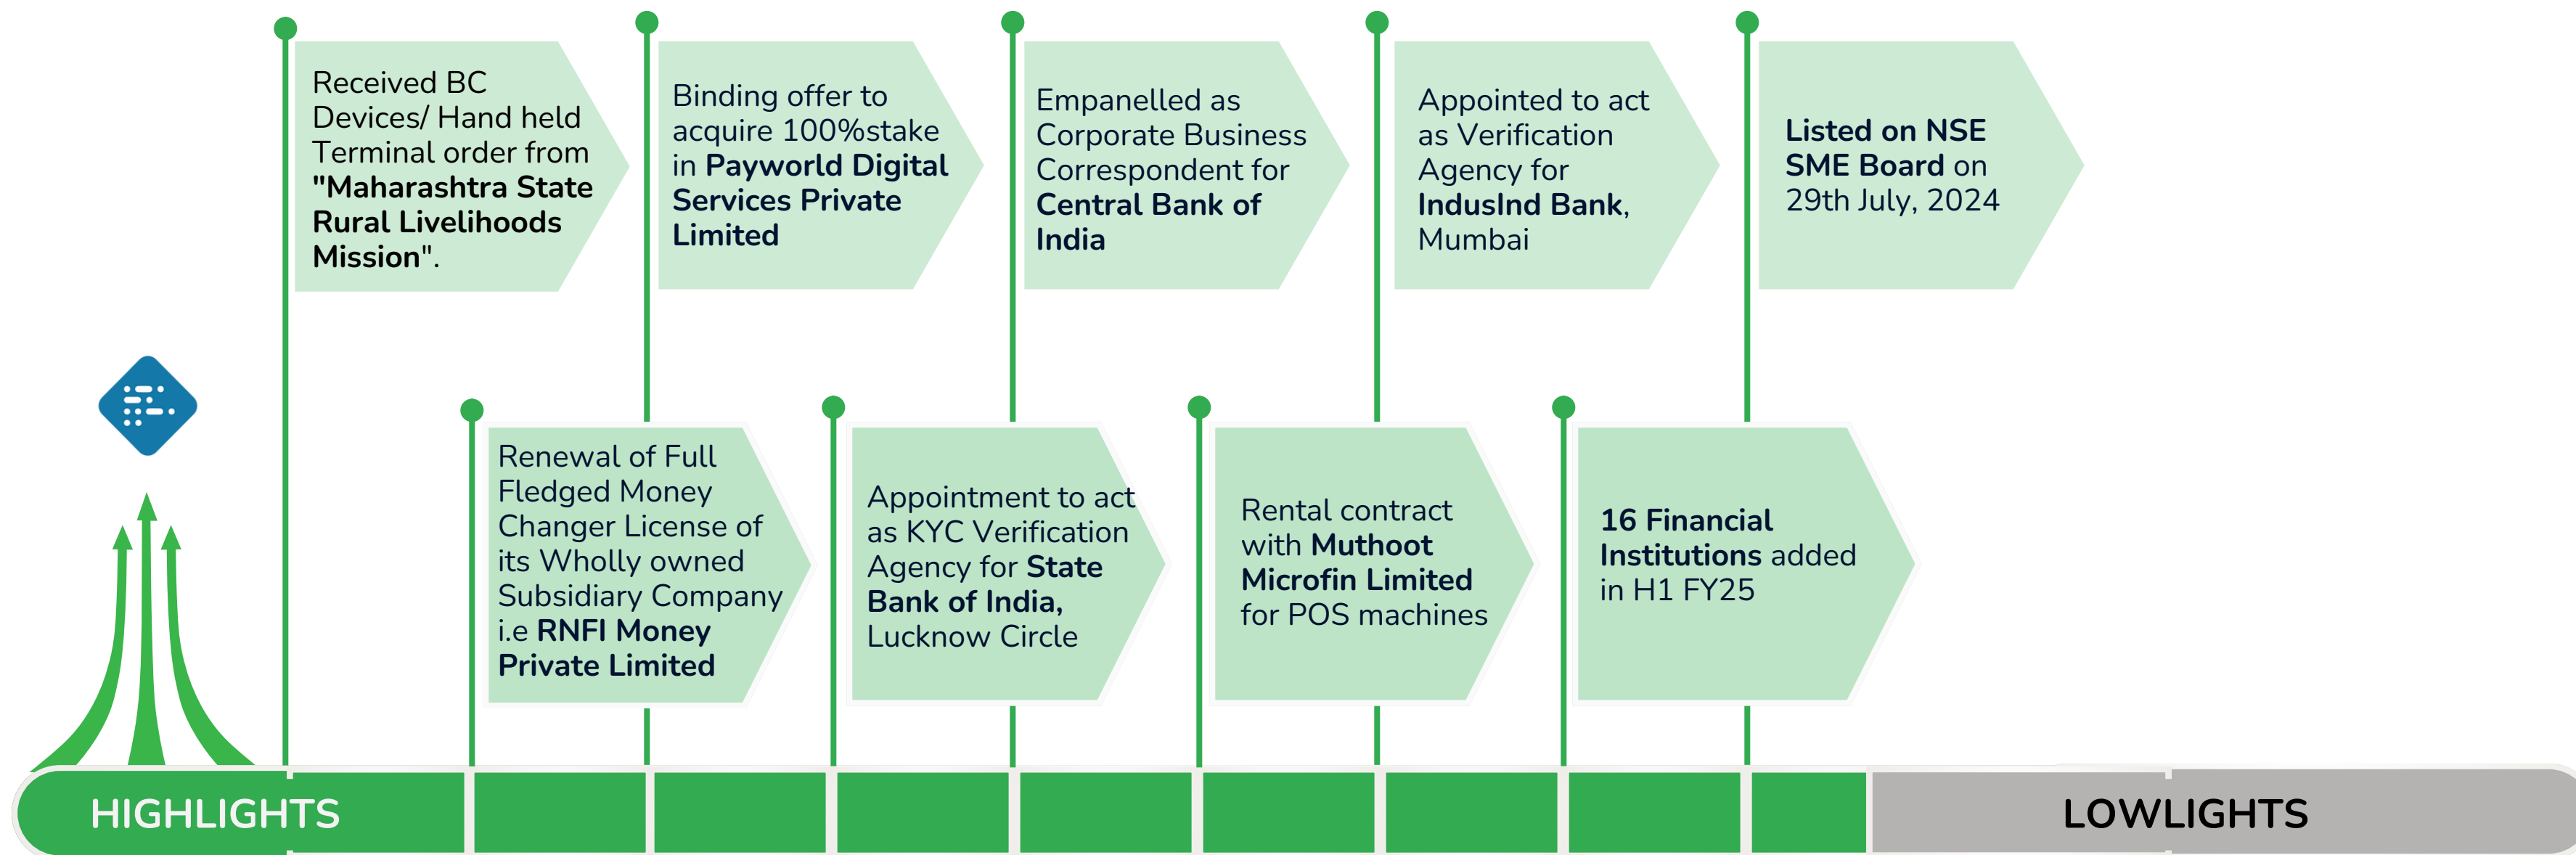 Received BC
Devices/ Hand held
Terminal order from
"Maharashtra State
Rural Livelihoods
Mission".
Binding offer to
acquire 100%stake
in Payworld Digital
Services Private
Limited
Empanelled as
Corporate Business
Correspondent for
Central Bank of
India
Appointed to act
as Verification
Agency for
IndusInd Bank,
Mumbai
Listed on NSE
SME Board on
29th July, 2024
Renewal of Full
Fledged Money
Changer License of
its Wholly owned
Subsidiary Company
i.e RNFI Money
Private Limited
Appointment to act
as KYC Verification
Agency for State
Bank of India,
Lucknow Circle
Rental contract
with Muthoot
Microfin Limited
for POS machines
16 Financial
Institutions added
in H1 FY25
HIGHLIGHTS
LOWLIGHTS